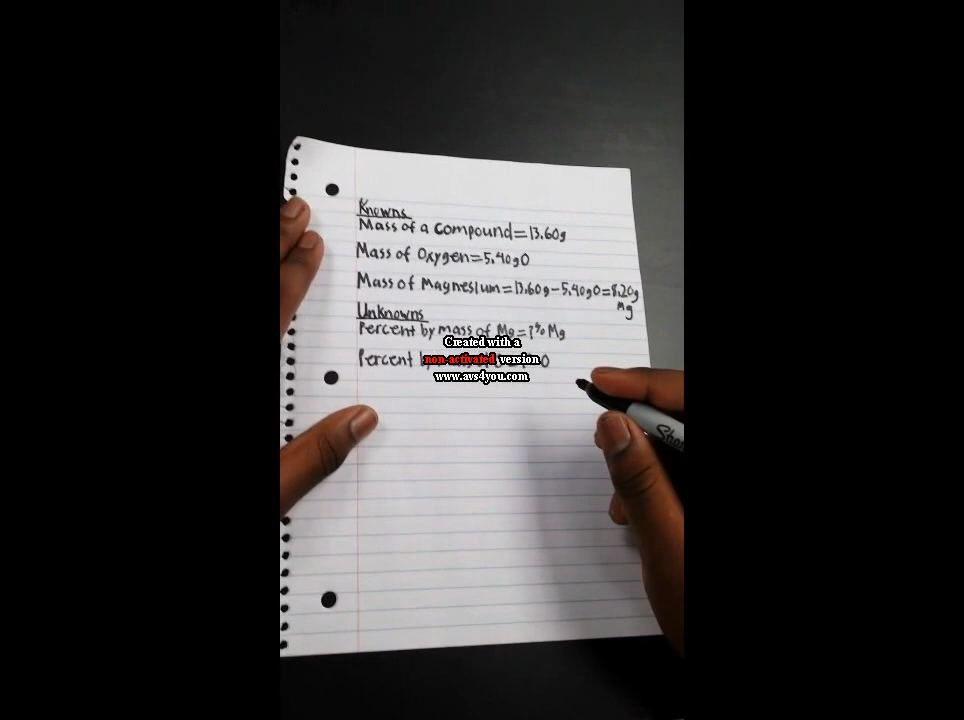 Knowns
Mass of a compound=13.60g
Mass of Oxygen=5.40gO
Mass of Magnesium=13.60g-5.40gO=8.20g
Mg
Unknowns
Percent by mass of Mg=?%Mg
Created with a
non-activated version
www.avs4you.com
Percent O
Sha